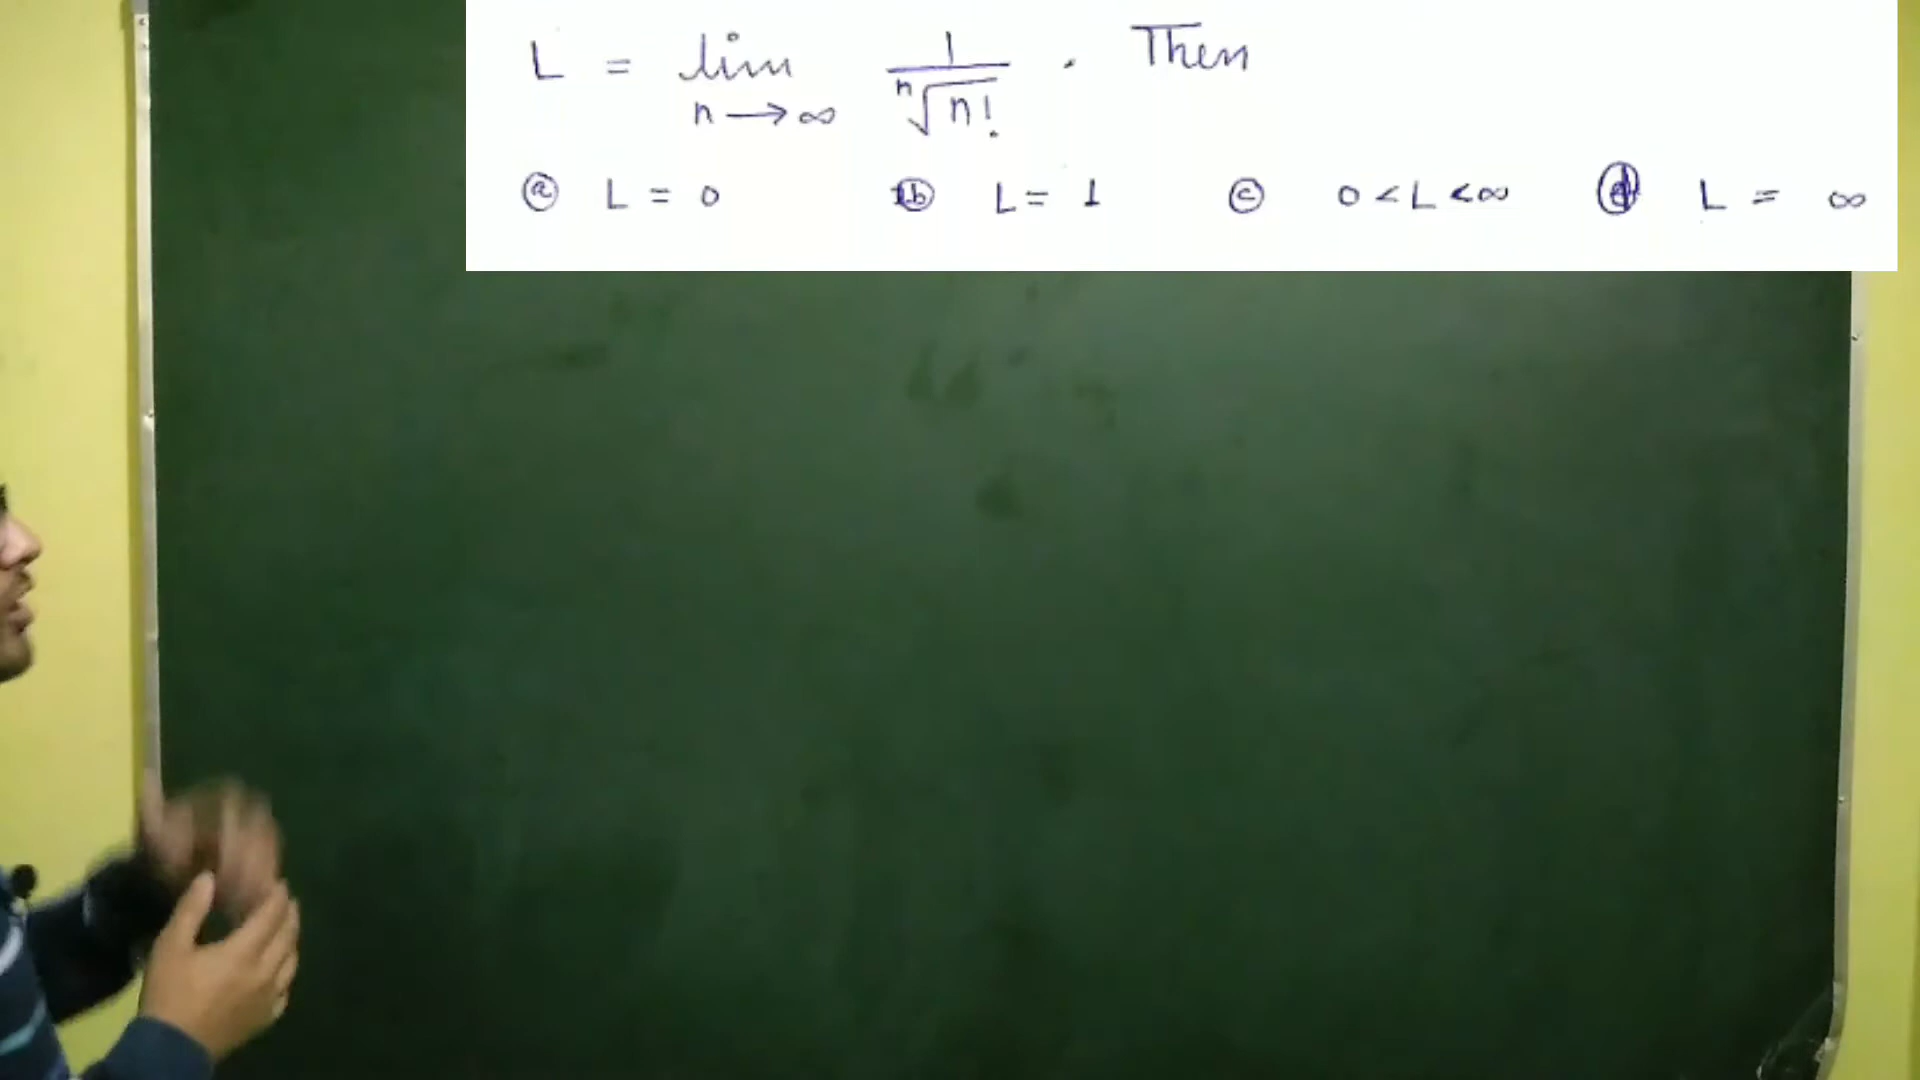 L = lim n→∞ 1/ⁿ√n! . Then
ⓐ L = 0 ⓑ L = 1 ⓒ 0 < L < ∞ ⓓ L = ∞